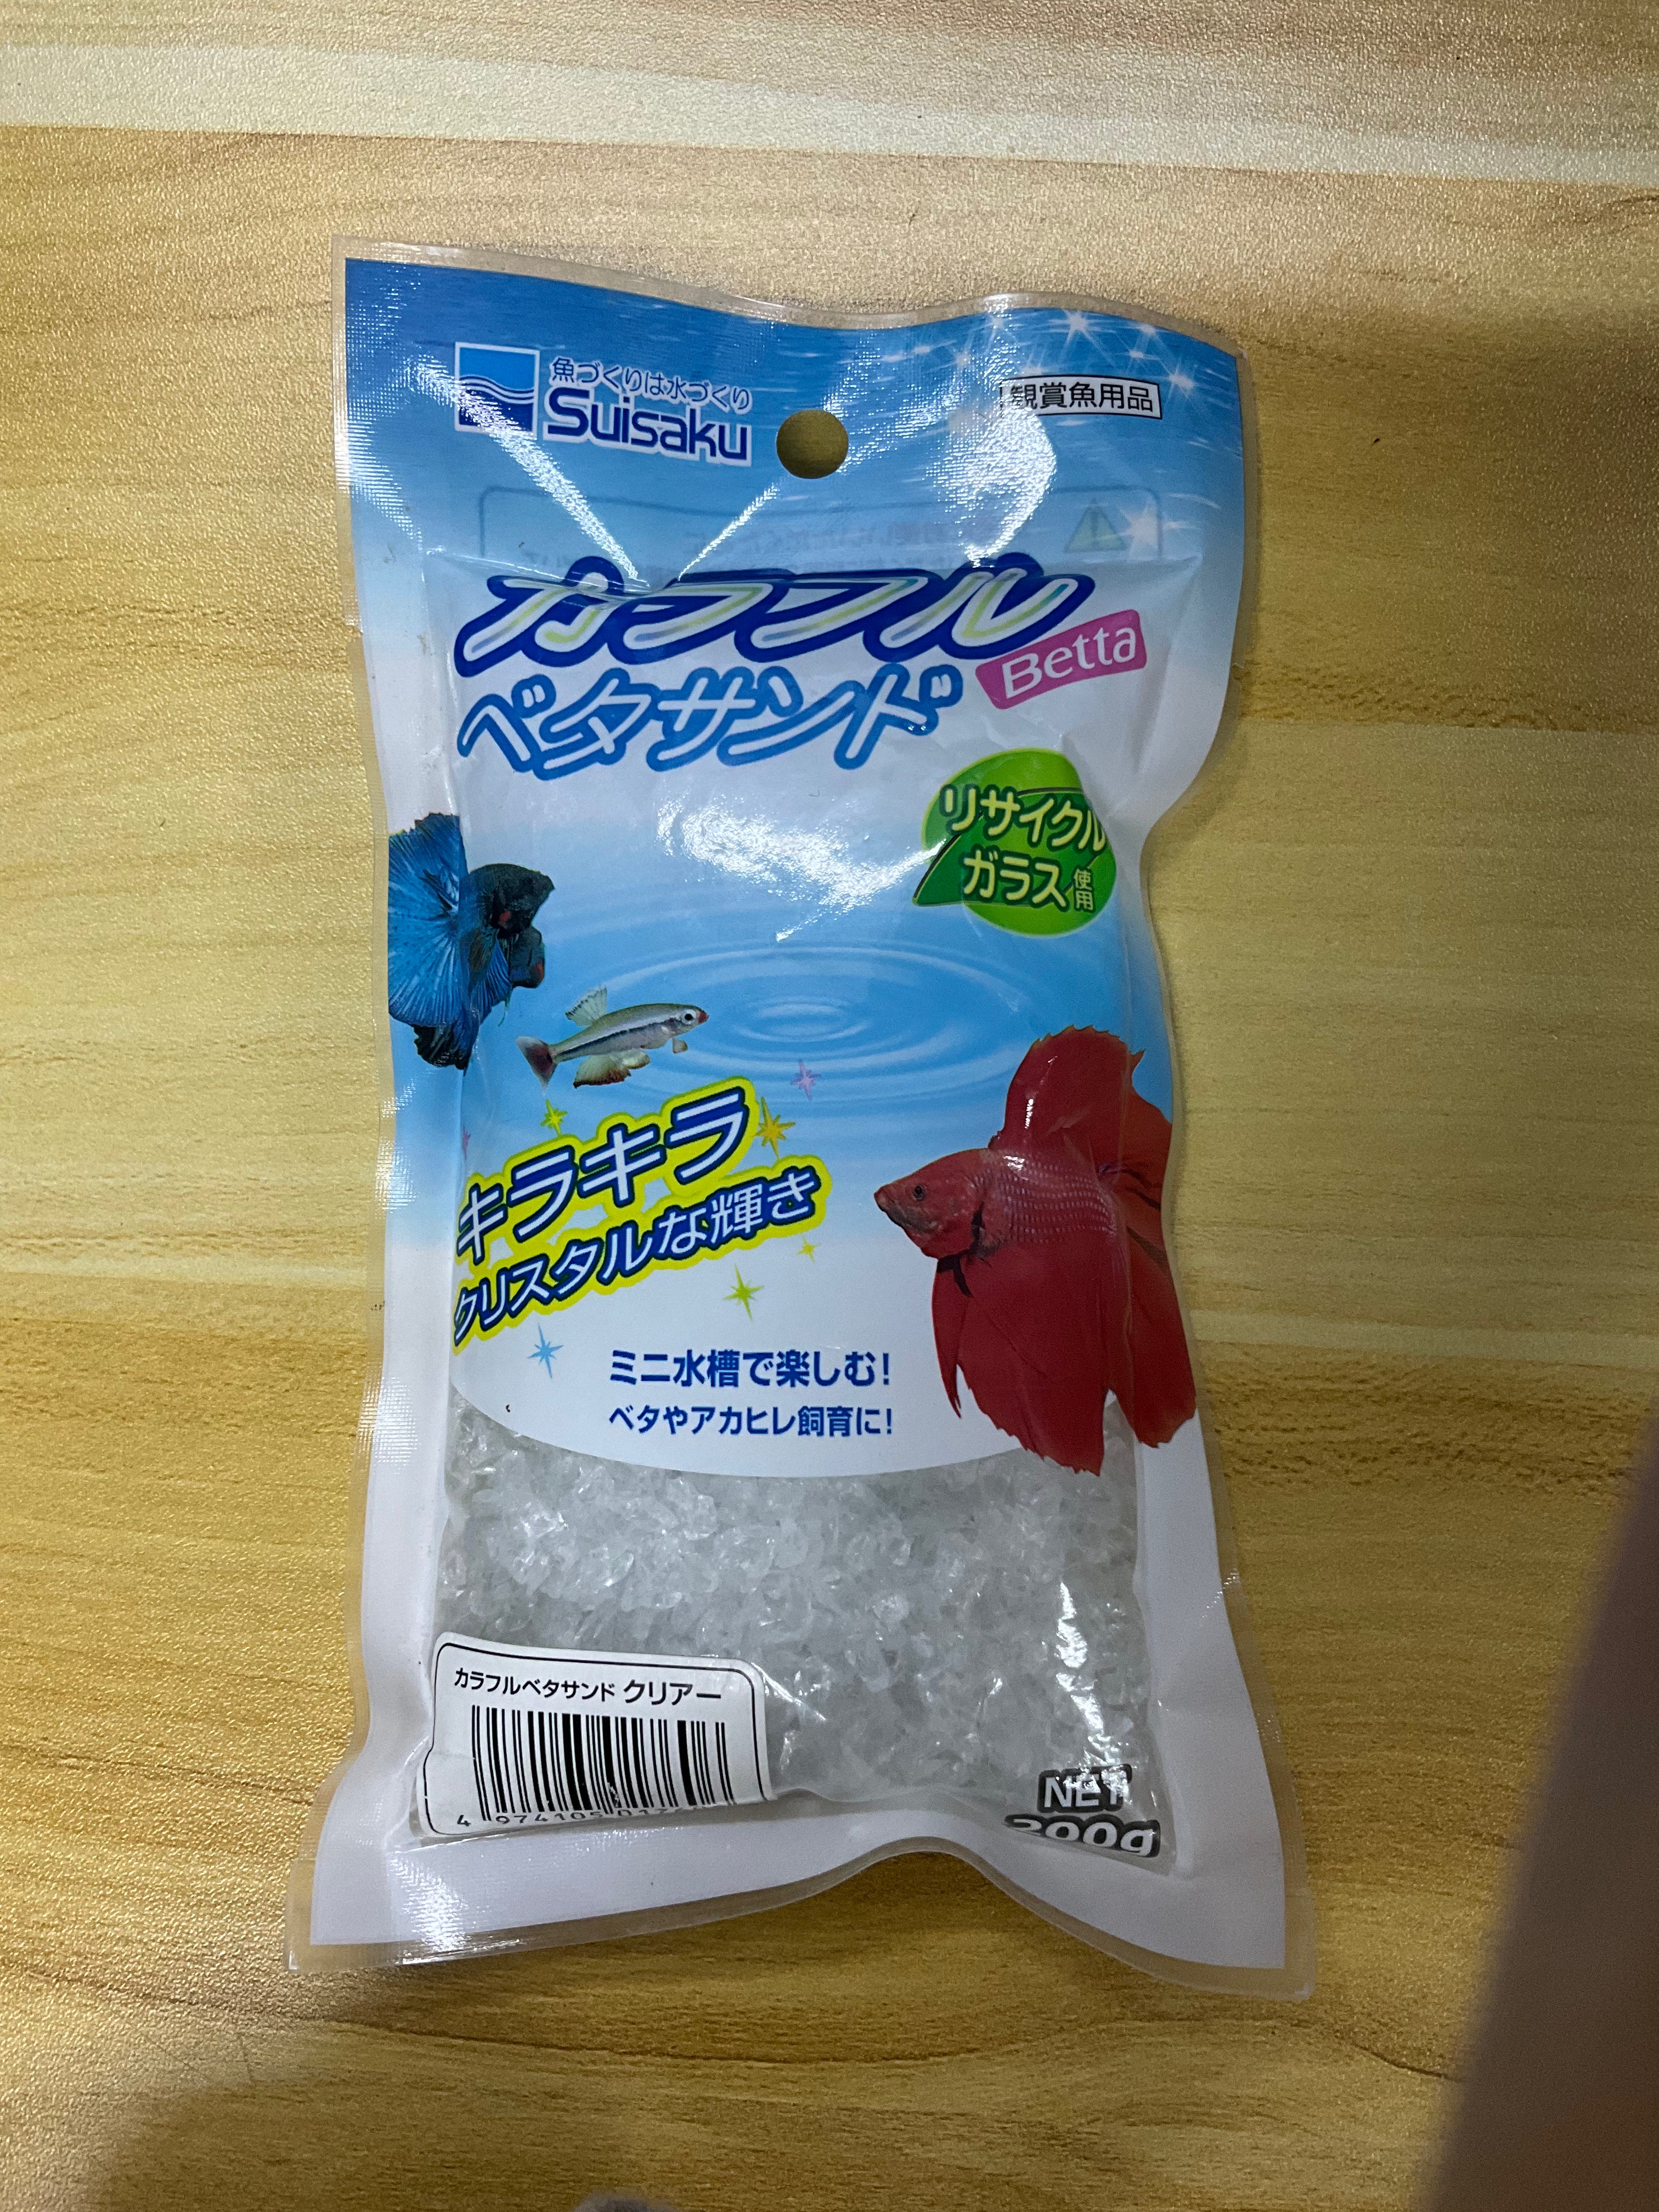 魚づくりは水づくり
Suisaku
観賞魚用品
カラフル
ベタサンド
Betta
リサイクル
ガラス使用
キラキラ
クリスタルな輝き
ミニ水槽で楽しむ!
ベタやアカヒレ飼育に!
カラフルベタサンド クリアー
NET